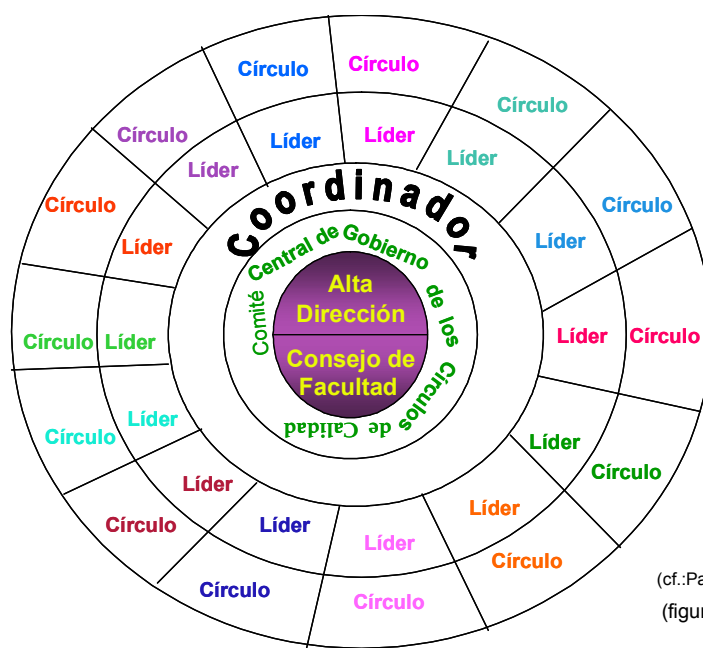 Círculo
Círculo
Círculo
Círculo
Líder
Líder
Líder
Líder
Círculo
Círculo
Líder
Líder
Coordinador
Comité Central de Gobierno de los Círculos de Calidad
Alta
Dirección
Consejo de
Facultad
Círculo
Líder
Líder
Círculo
Círculo
Líder
Líder
Círculo
Líder
Líder
Líder
Líder
Círculo
Círculo
Círculo
Círculo
(cf.:Pa
(figur